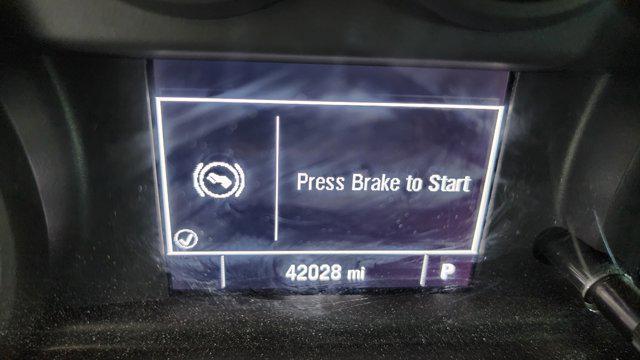 Press Brake to Start
42028 mi
P